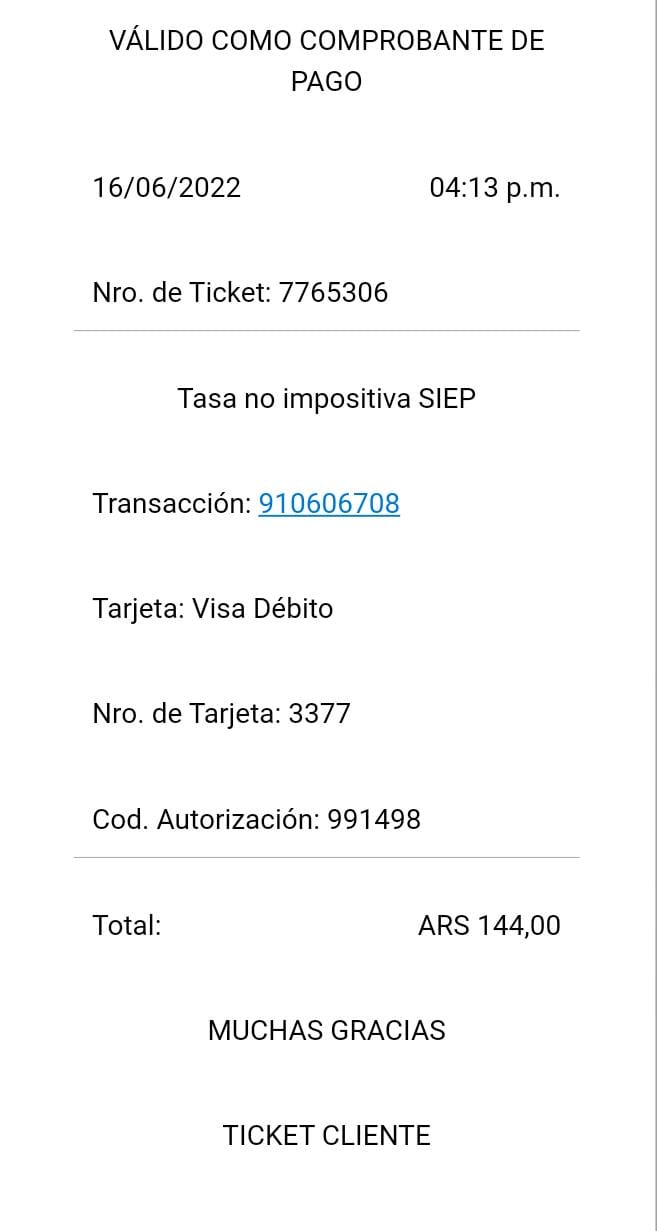 VÁLIDO COMO COMPROBANTE DE
PAGO
16/06/2022 04:13 p.m.
Nro. de Ticket: 7765306
Tasa no impositiva SIEP
Transacción: 910606708
Tarjeta: Visa Débito
Nro. de Tarjeta: 3377
Cod. Autorización: 991498
Total: ARS 144,00
MUCHAS GRACIAS
TICKET CLIENTE